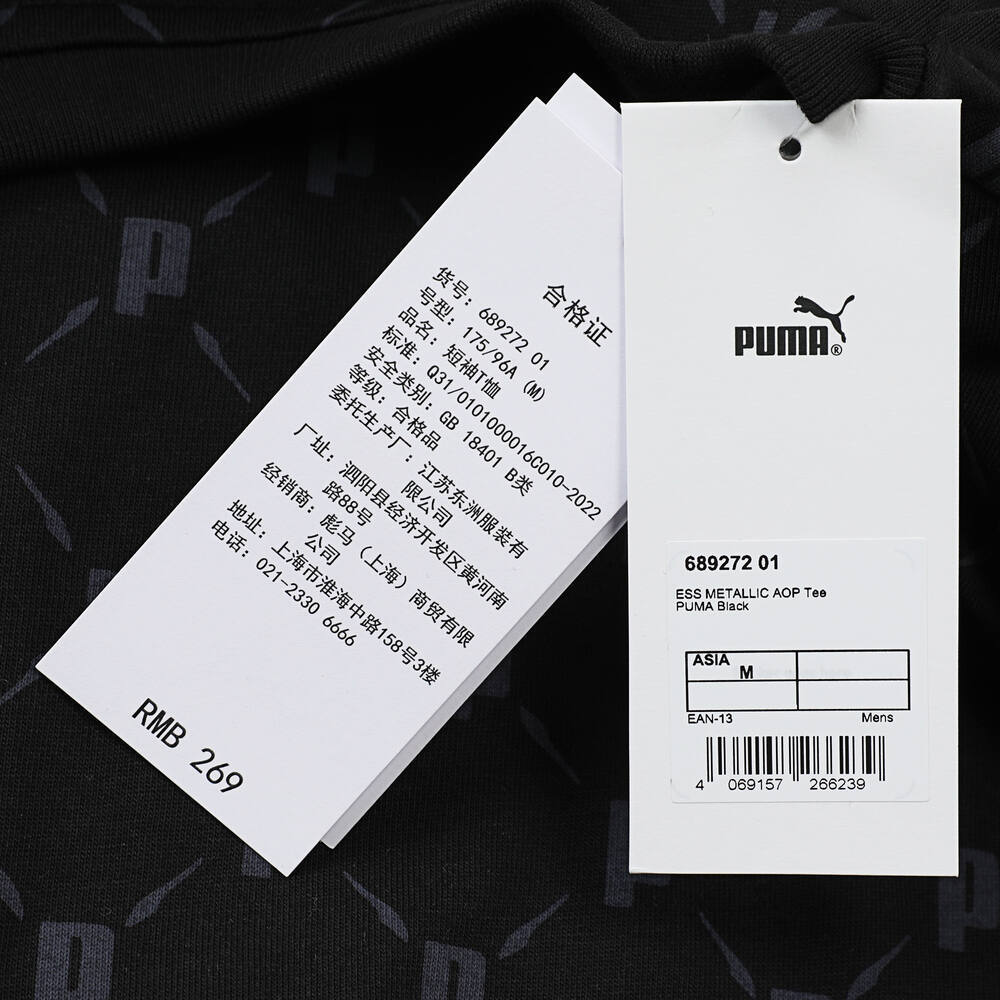 合格证
货号: 689272 01
号型: 175/96A (M)
品名: 短袖T恤
标准: Q31/0101000016C010-2022
安全类别: GB 18401 B类
等级: 合格品
委托生产厂: 江苏东洲服装有
限公司
厂址: 泗阳县经济开发区黄河南
路88号
经销商: 彪马（上海）商贸有限
公司
地址: 上海市淮海中路158号3楼
电话: 021-2330 6666
RMB 269
PUMA®
689272 01
ESS METALLIC AOP Tee
PUMA Black
ASIA
M
EAN-13 Mens
4 069157 266239